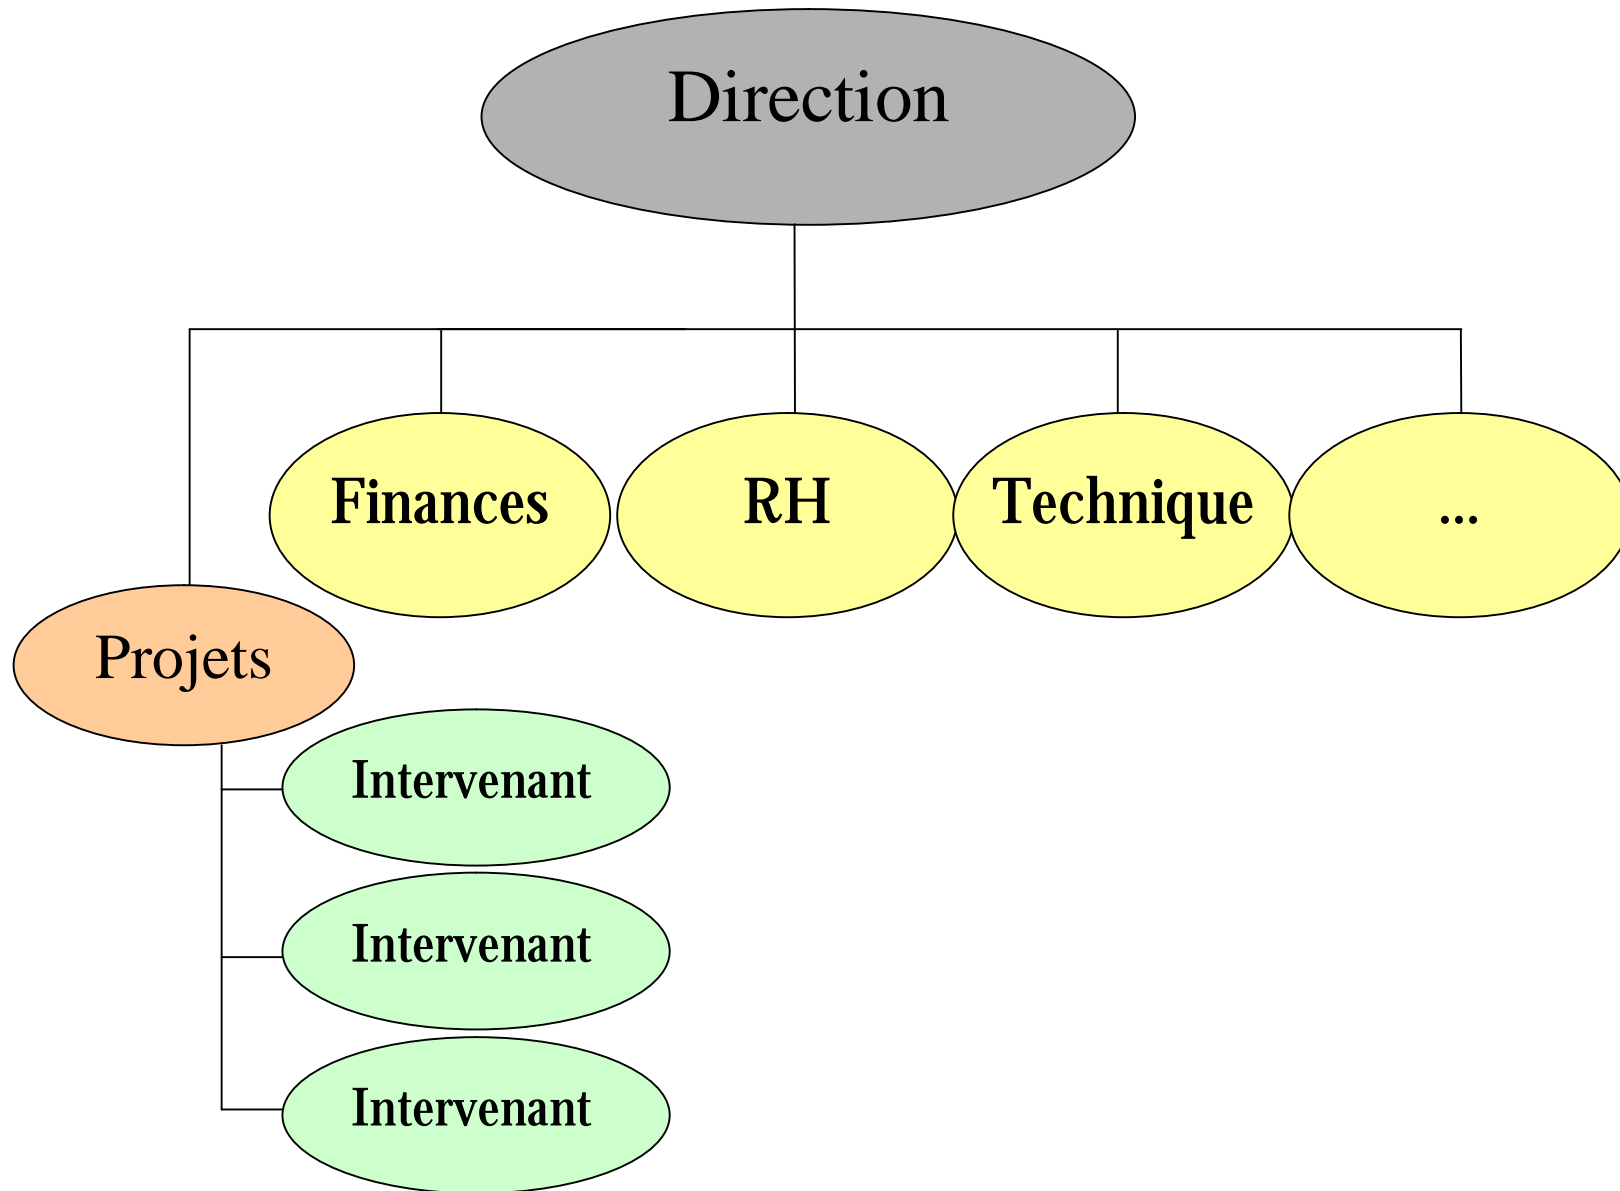 Direction
Finances
RH
Technique
...
Projets
Intervenant
Intervenant
Intervenant